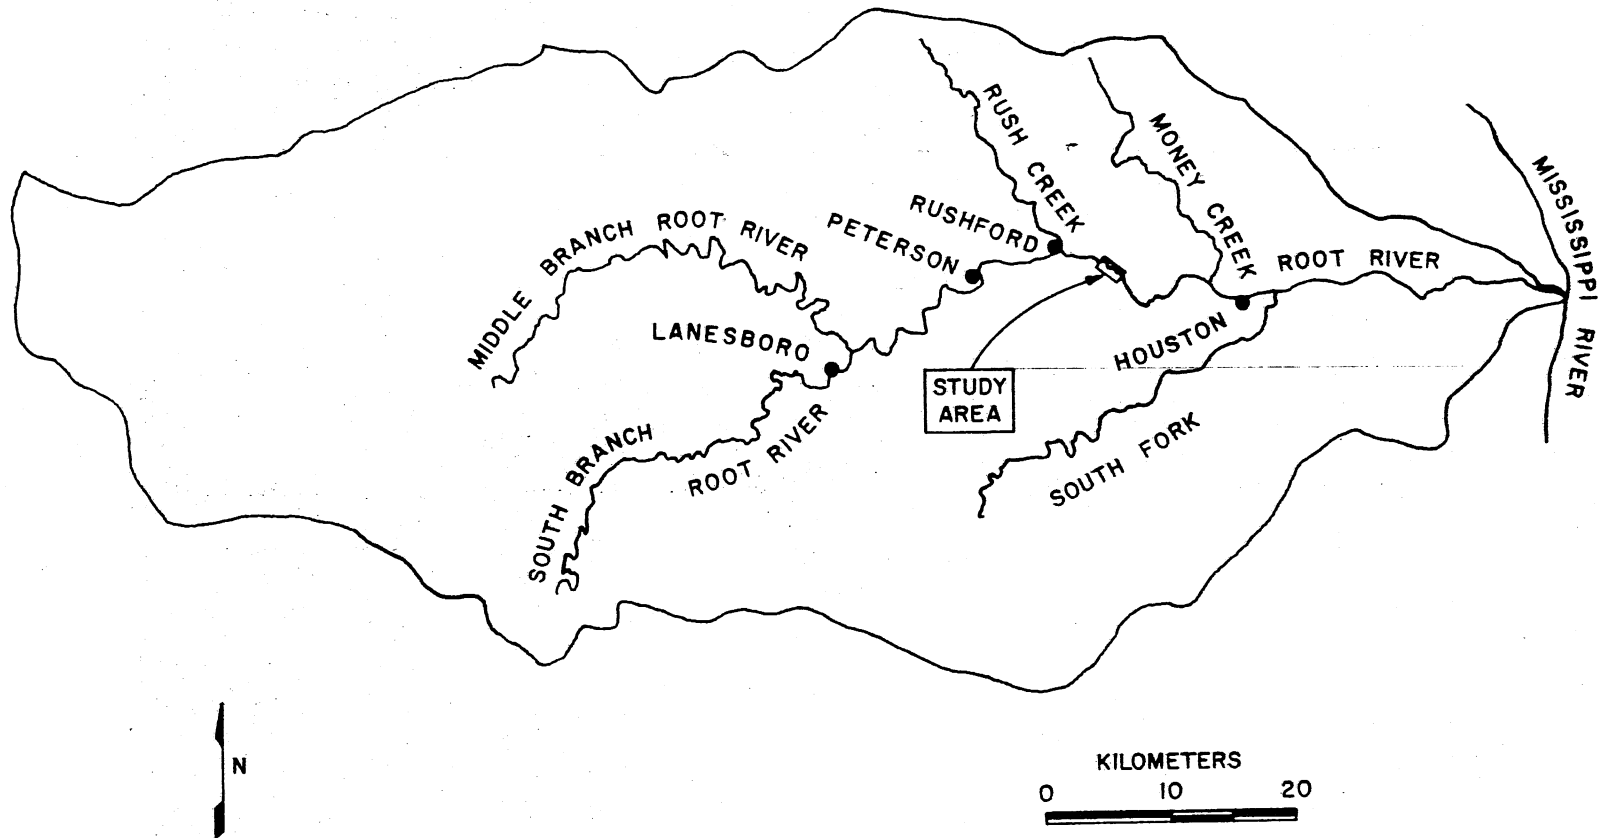 RUSH CREEK
MONEY CREEK
MISSISSIPPI RIVER
RUSHFORD
PETERSON
MIDDLE BRANCH ROOT RIVER
ROOT RIVER
LANESBORO
HOUSTON
STUDY
AREA
SOUTH BRANCH
ROOT RIVER
SOUTH FORK
N
KILOMETERS
0 10 20